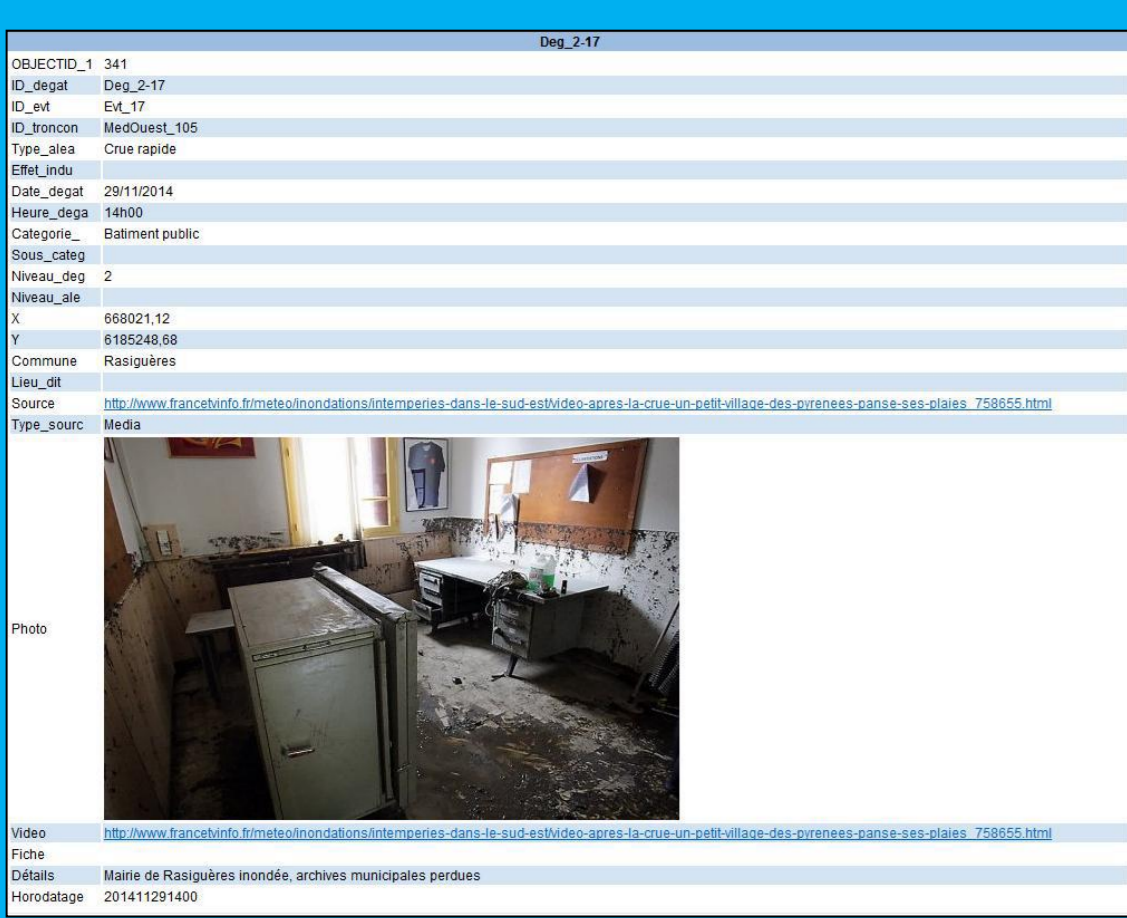 Deg_2-17
OBJECTID_1 341
ID_degat Deg_2-17
ID_evt Evt_17
ID_troncon MedOuest_105
Type_alea Crue rapide
Effet_indu
Date_degat 29/11/2014
Heure_dega 14h00
Categorie_ Batiment public
Sous_categ
Niveau_deg 2
Niveau_ale
X 668021,12
Y 6185248,68
Commune Rasiguères
Lieu_dit
Source http://www.francetvinfo.fr/meteo/inondations/intemperies-dans-le-sud-est/video-apres-la-crue-un-petit-village-des-pyrenees-panse-ses-plaies_758655.html
Type_sourc Media
Photo
Video http://www.francetvinfo.fr/meteo/inondations/intemperies-dans-le-sud-est/video-apres-la-crue-un-petit-village-des-pyrenees-panse-ses-plaies_758655.html
Fiche
Détails Mairie de Rasiguères inondée, archives municipales perdues
Horodatage 201411291400